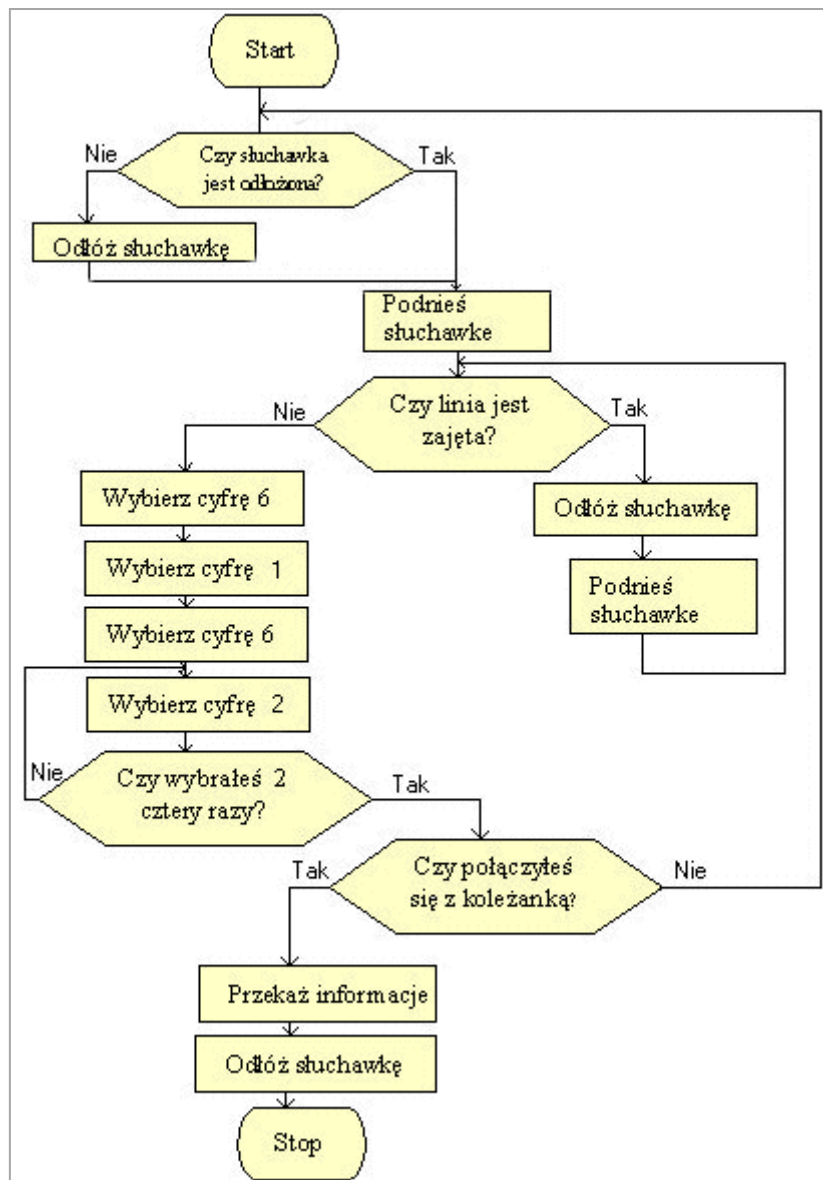 Start
Nie
Czy słuchawka
jest odłożona?
Tak
Odłóż słuchawkę
Podnieś
słuchawke
Nie
Czy linia jest
zajęta?
Tak
Wybierz cyfrę 6
Odłóż słuchawkę
Wybierz cyfrę 1
Podnieś
słuchawke
Wybierz cyfrę 6
Wybierz cyfrę 2
Nie
Czy wybrałeś 2
cztery razy?
Tak
Tak
Czy połączyłeś
się z koleżanką?
Nie
Przekaż informacje
Odłóż słuchawkę
Stop